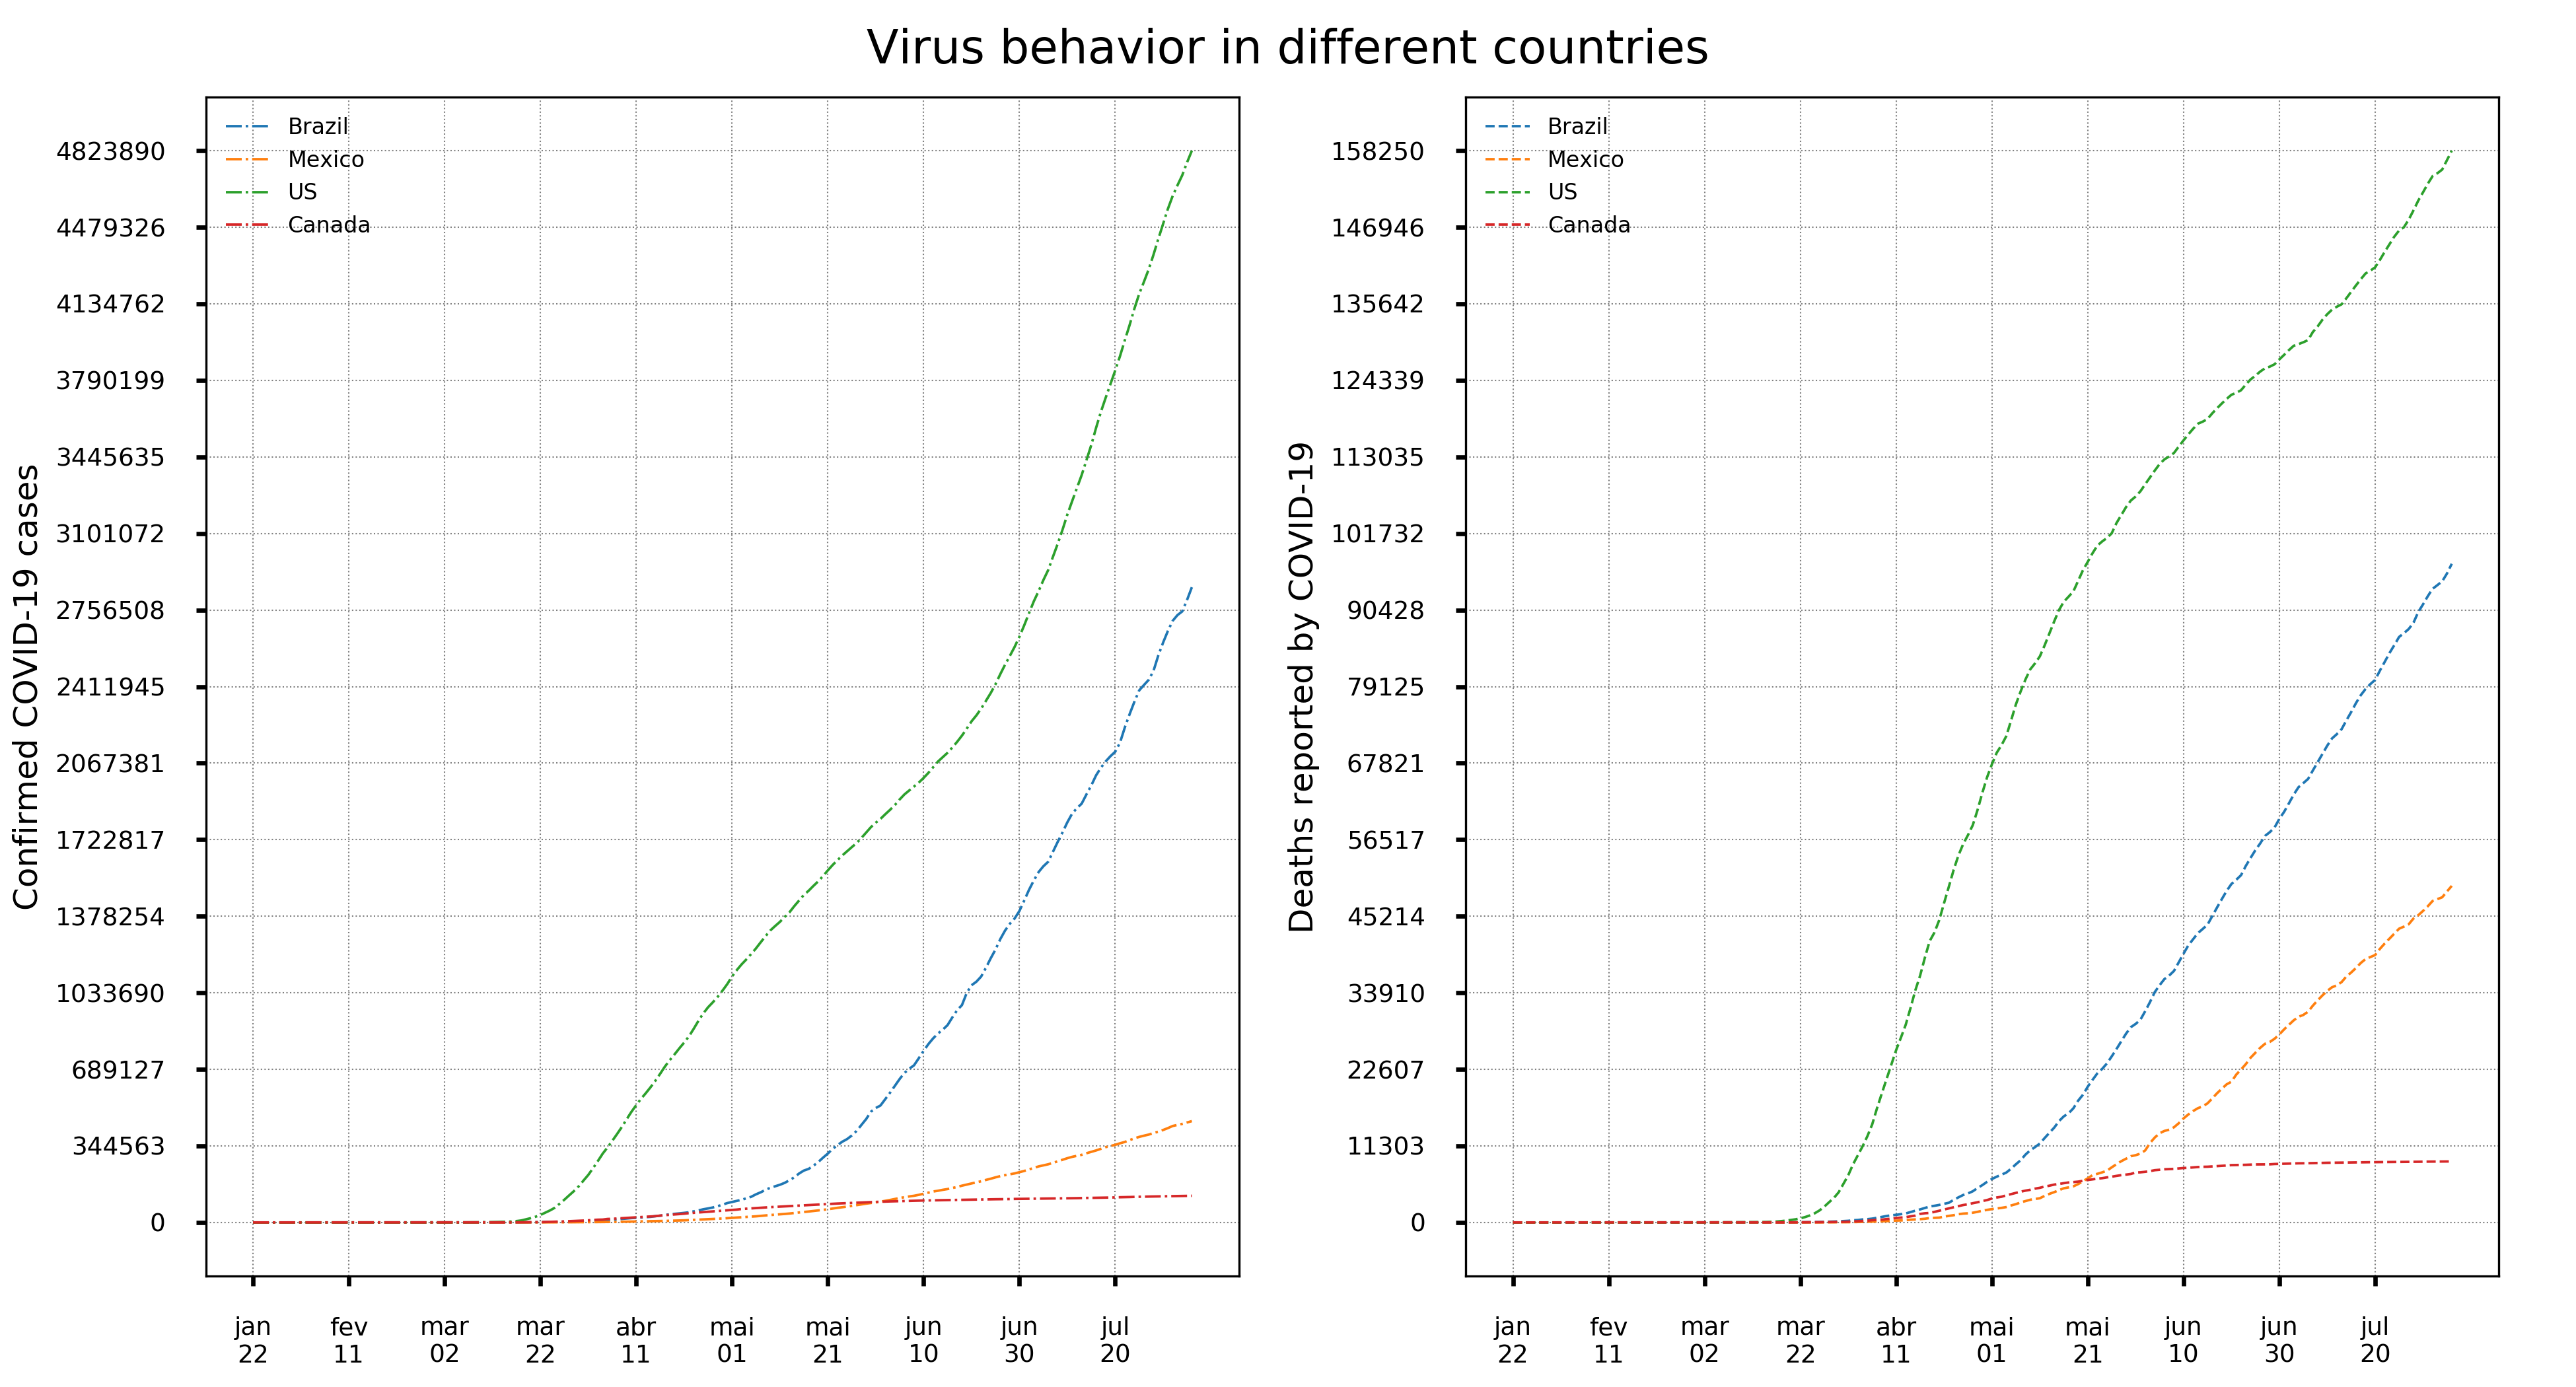 Virus behavior in different countries
Confirmed COVID-19 cases
Brazil
Mexico
US
Canada
4823890
4479326
4134762
3790199
3445635
3101072
2756508
2411945
2067381
1722817
1378254
1033690
689127
344563
0
jan fev mar mar abr mai mai jun jun jul
22 11 02 22 11 01 21 10 30 20
Deaths reported by COVID-19
Brazil
Mexico
US
Canada
158250
146946
135642
124339
113035
101732
90428
79125
67821
56517
45214
33910
22607
11303
0
jan fev mar mar abr mai mai jun jun jul
22 11 02 22 11 01 21 10 30 20